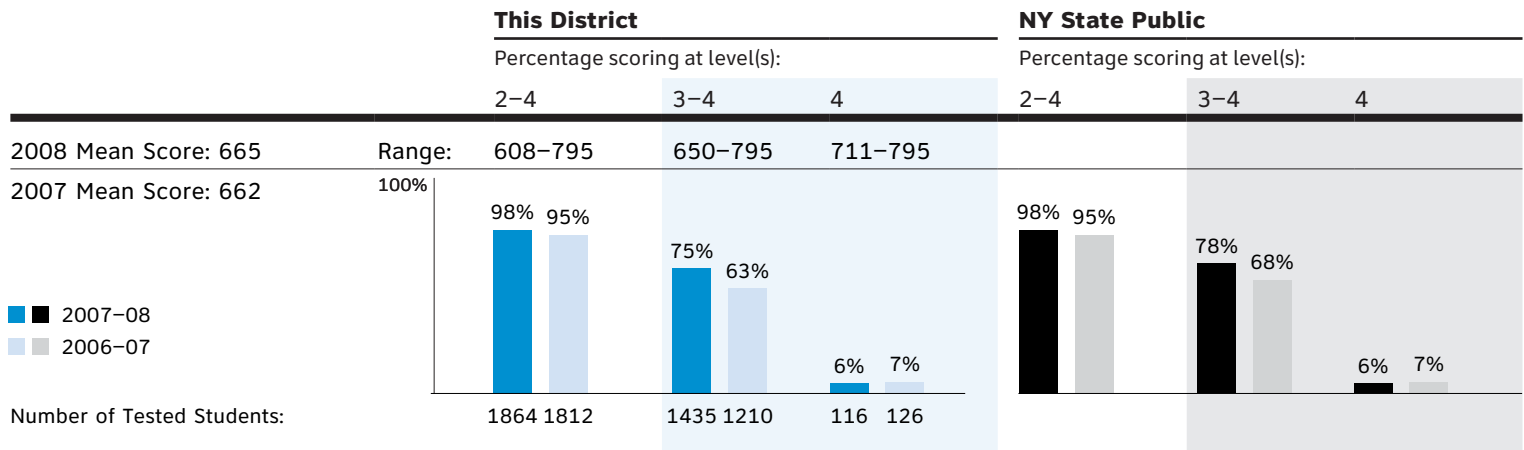 This District NY State Public
Percentage scoring at level(s): Percentage scoring at level(s):
2–4 3–4 4 2–4 3–4 4
2008 Mean Score: 665 Range: 608–795 650–795 711–795
2007 Mean Score: 662 100%
98% 95% 75% 63% 6% 7% 98% 95% 78% 68% 6% 7%
2007–08
2006–07
Number of Tested Students: 1864 1812 1435 1210 116 126